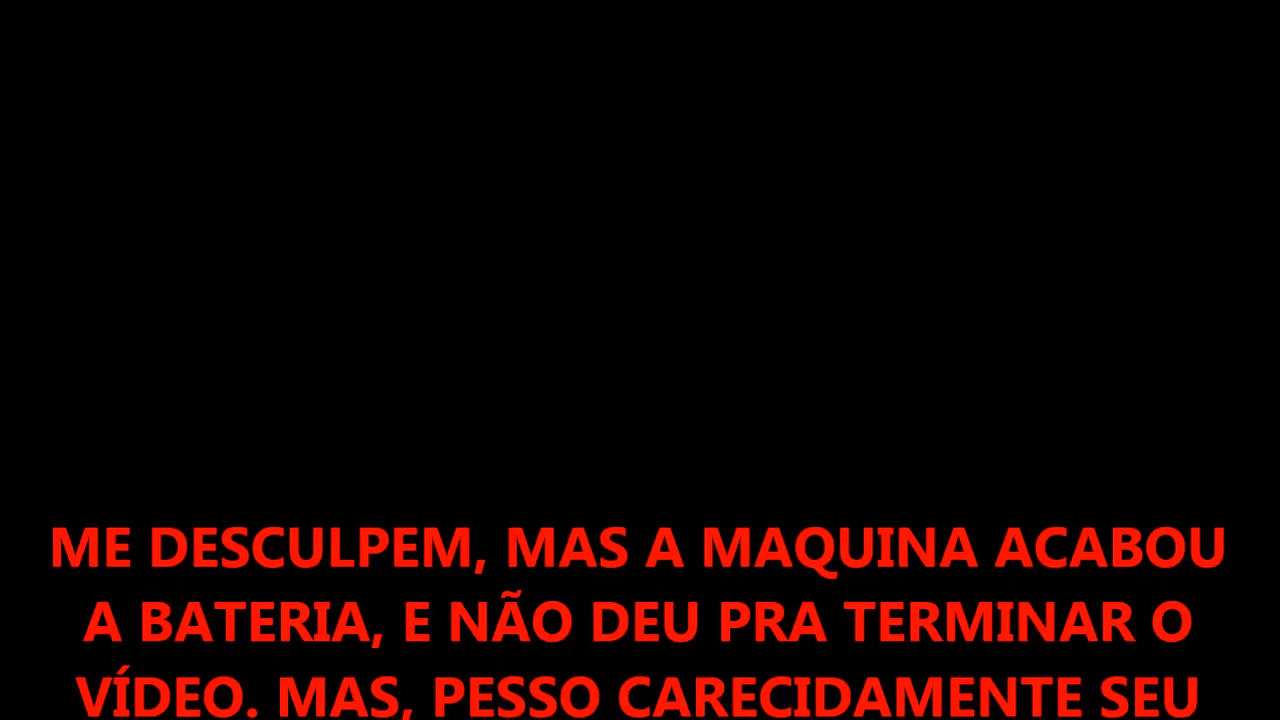 ME DESCULPEM, MAS A MAQUINA ACABOU
A BATERIA, E NÃO DEU PRA TERMINAR O
VÍDEO. MAS, PESSO CARECIDAMENTE SEU